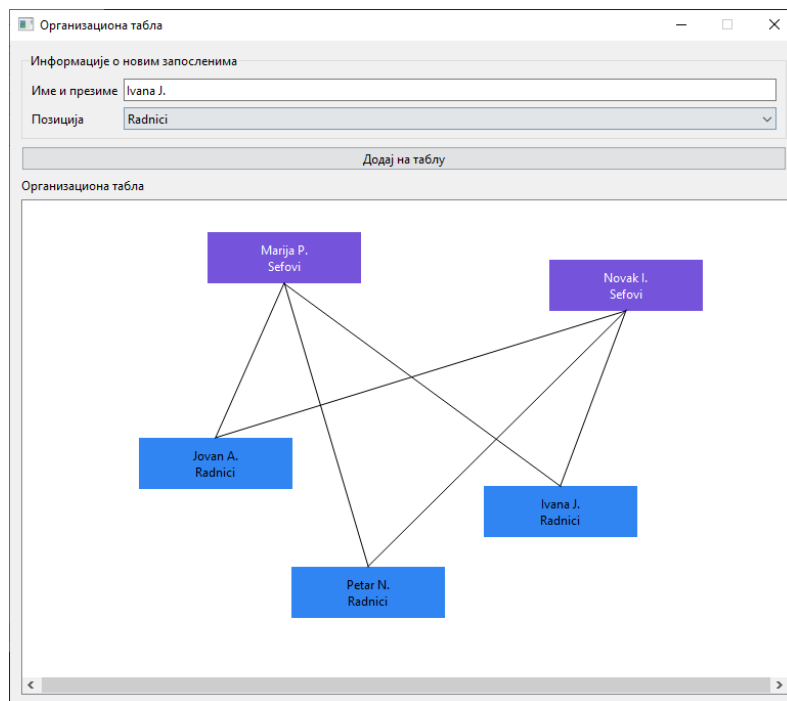 Организациона табла
Информације о новим запосленима
Име и презиме Ivana J.
Позиција Radnici
Додај на таблу
Организациона табла
Marija P.
Sefovi
Novak I.
Sefovi
Jovan A.
Radnici
Ivana J.
Radnici
Petar N.
Radnici